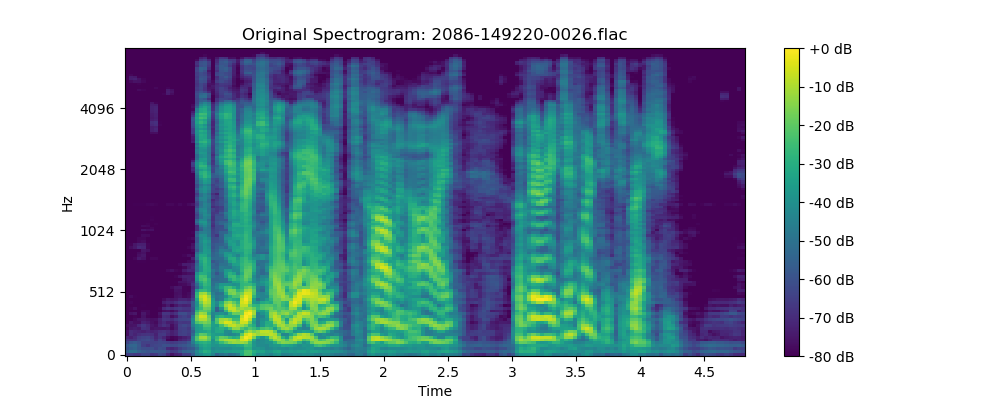 Original Spectrogram: 2086-149220-0026.flac
Hz
4096
2048
1024
512
0
0 0.5 1 1.5 2 2.5 3 3.5 4 4.5
Time
+0 dB
-10 dB
-20 dB
-30 dB
-40 dB
-50 dB
-60 dB
-70 dB
-80 dB